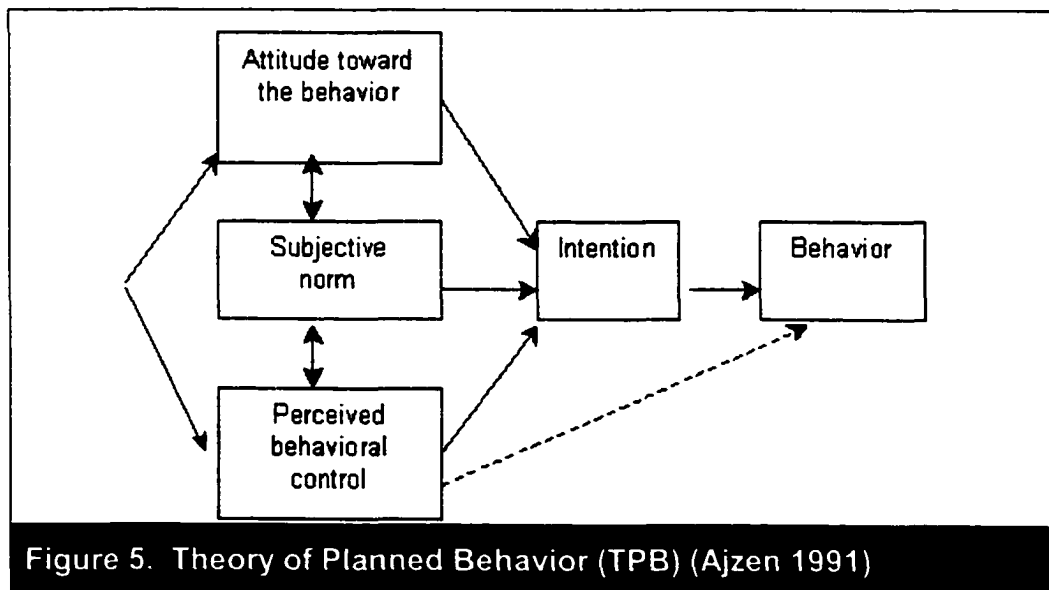 Attitude toward
the behavior
Subjective
norm
Intention
Behavior
Perceived
behavioral
control
Figure 5. Theory of Planned Behavior (TPB) (Ajzen 1991)